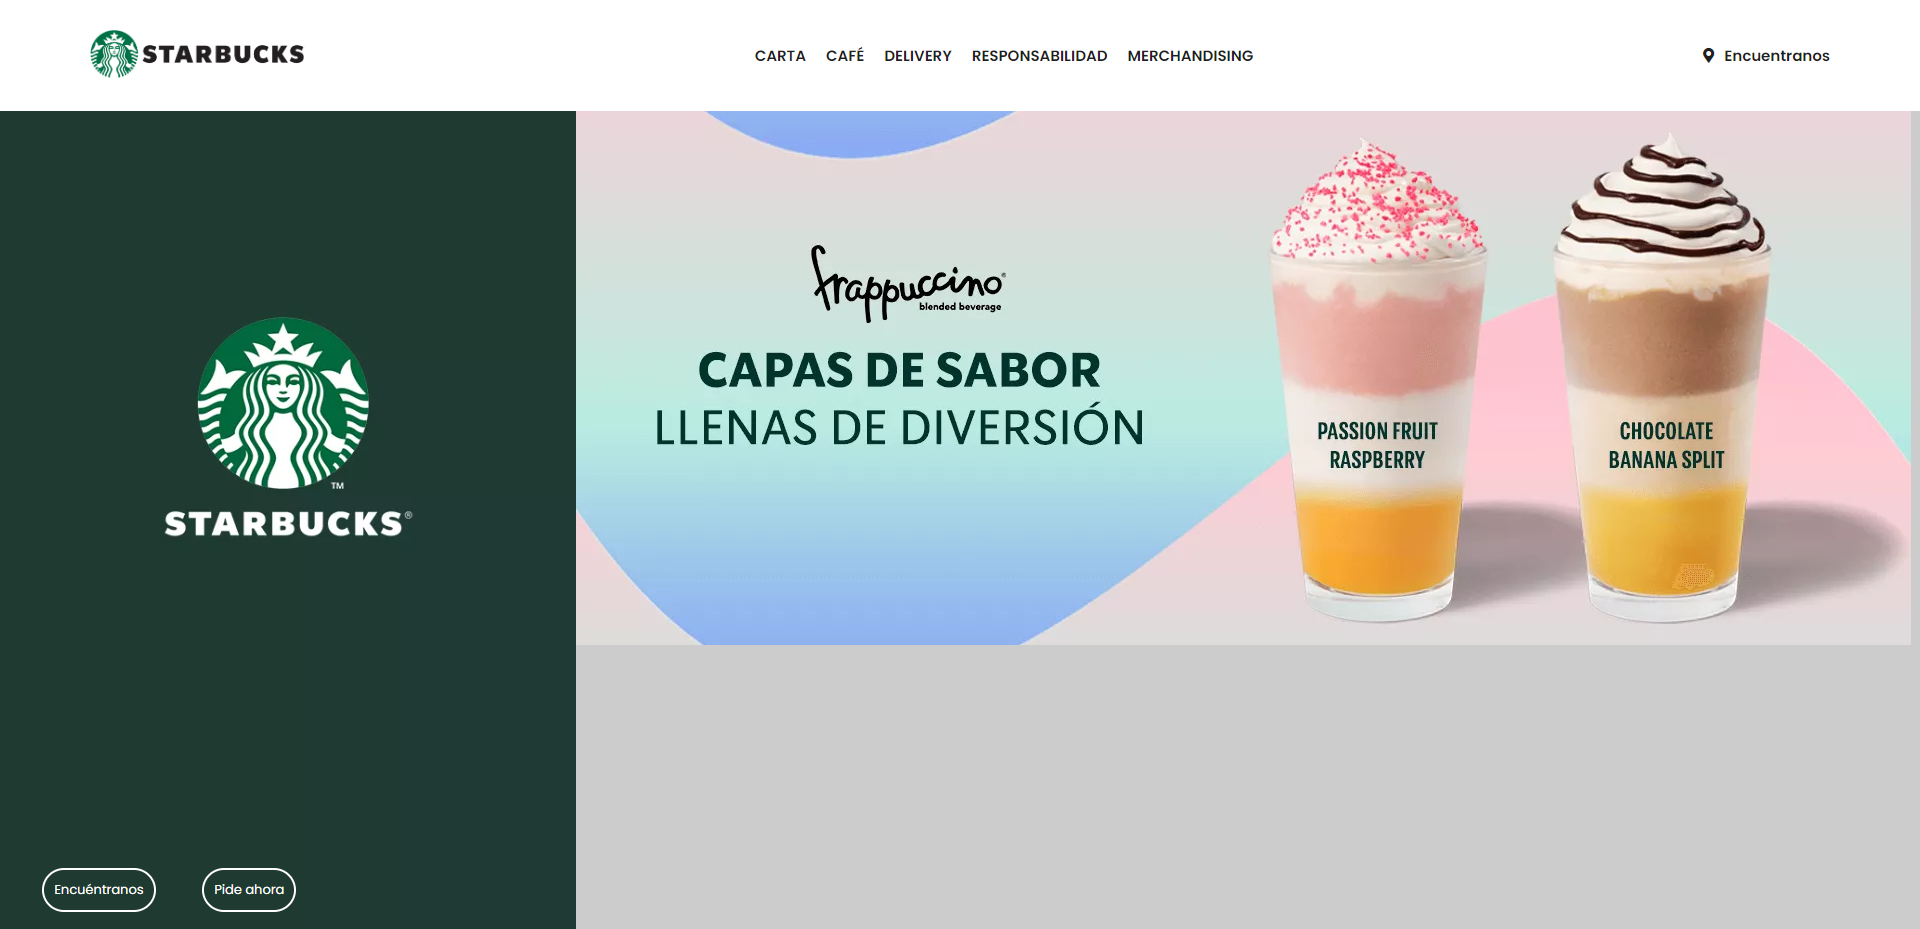 STARBUCKS
CARTA CAFÉ DELIVERY RESPONSABILIDAD MERCHANDISING
Encuentranos
TM
STARBUCKS®
Encuéntranos
Pide ahora
frappuccino®
blended beverage
CAPAS DE SABOR
LLENAS DE DIVERSIÓN
PASSION FRUIT
RASPBERRY
CHOCOLATE
BANANA SPLIT